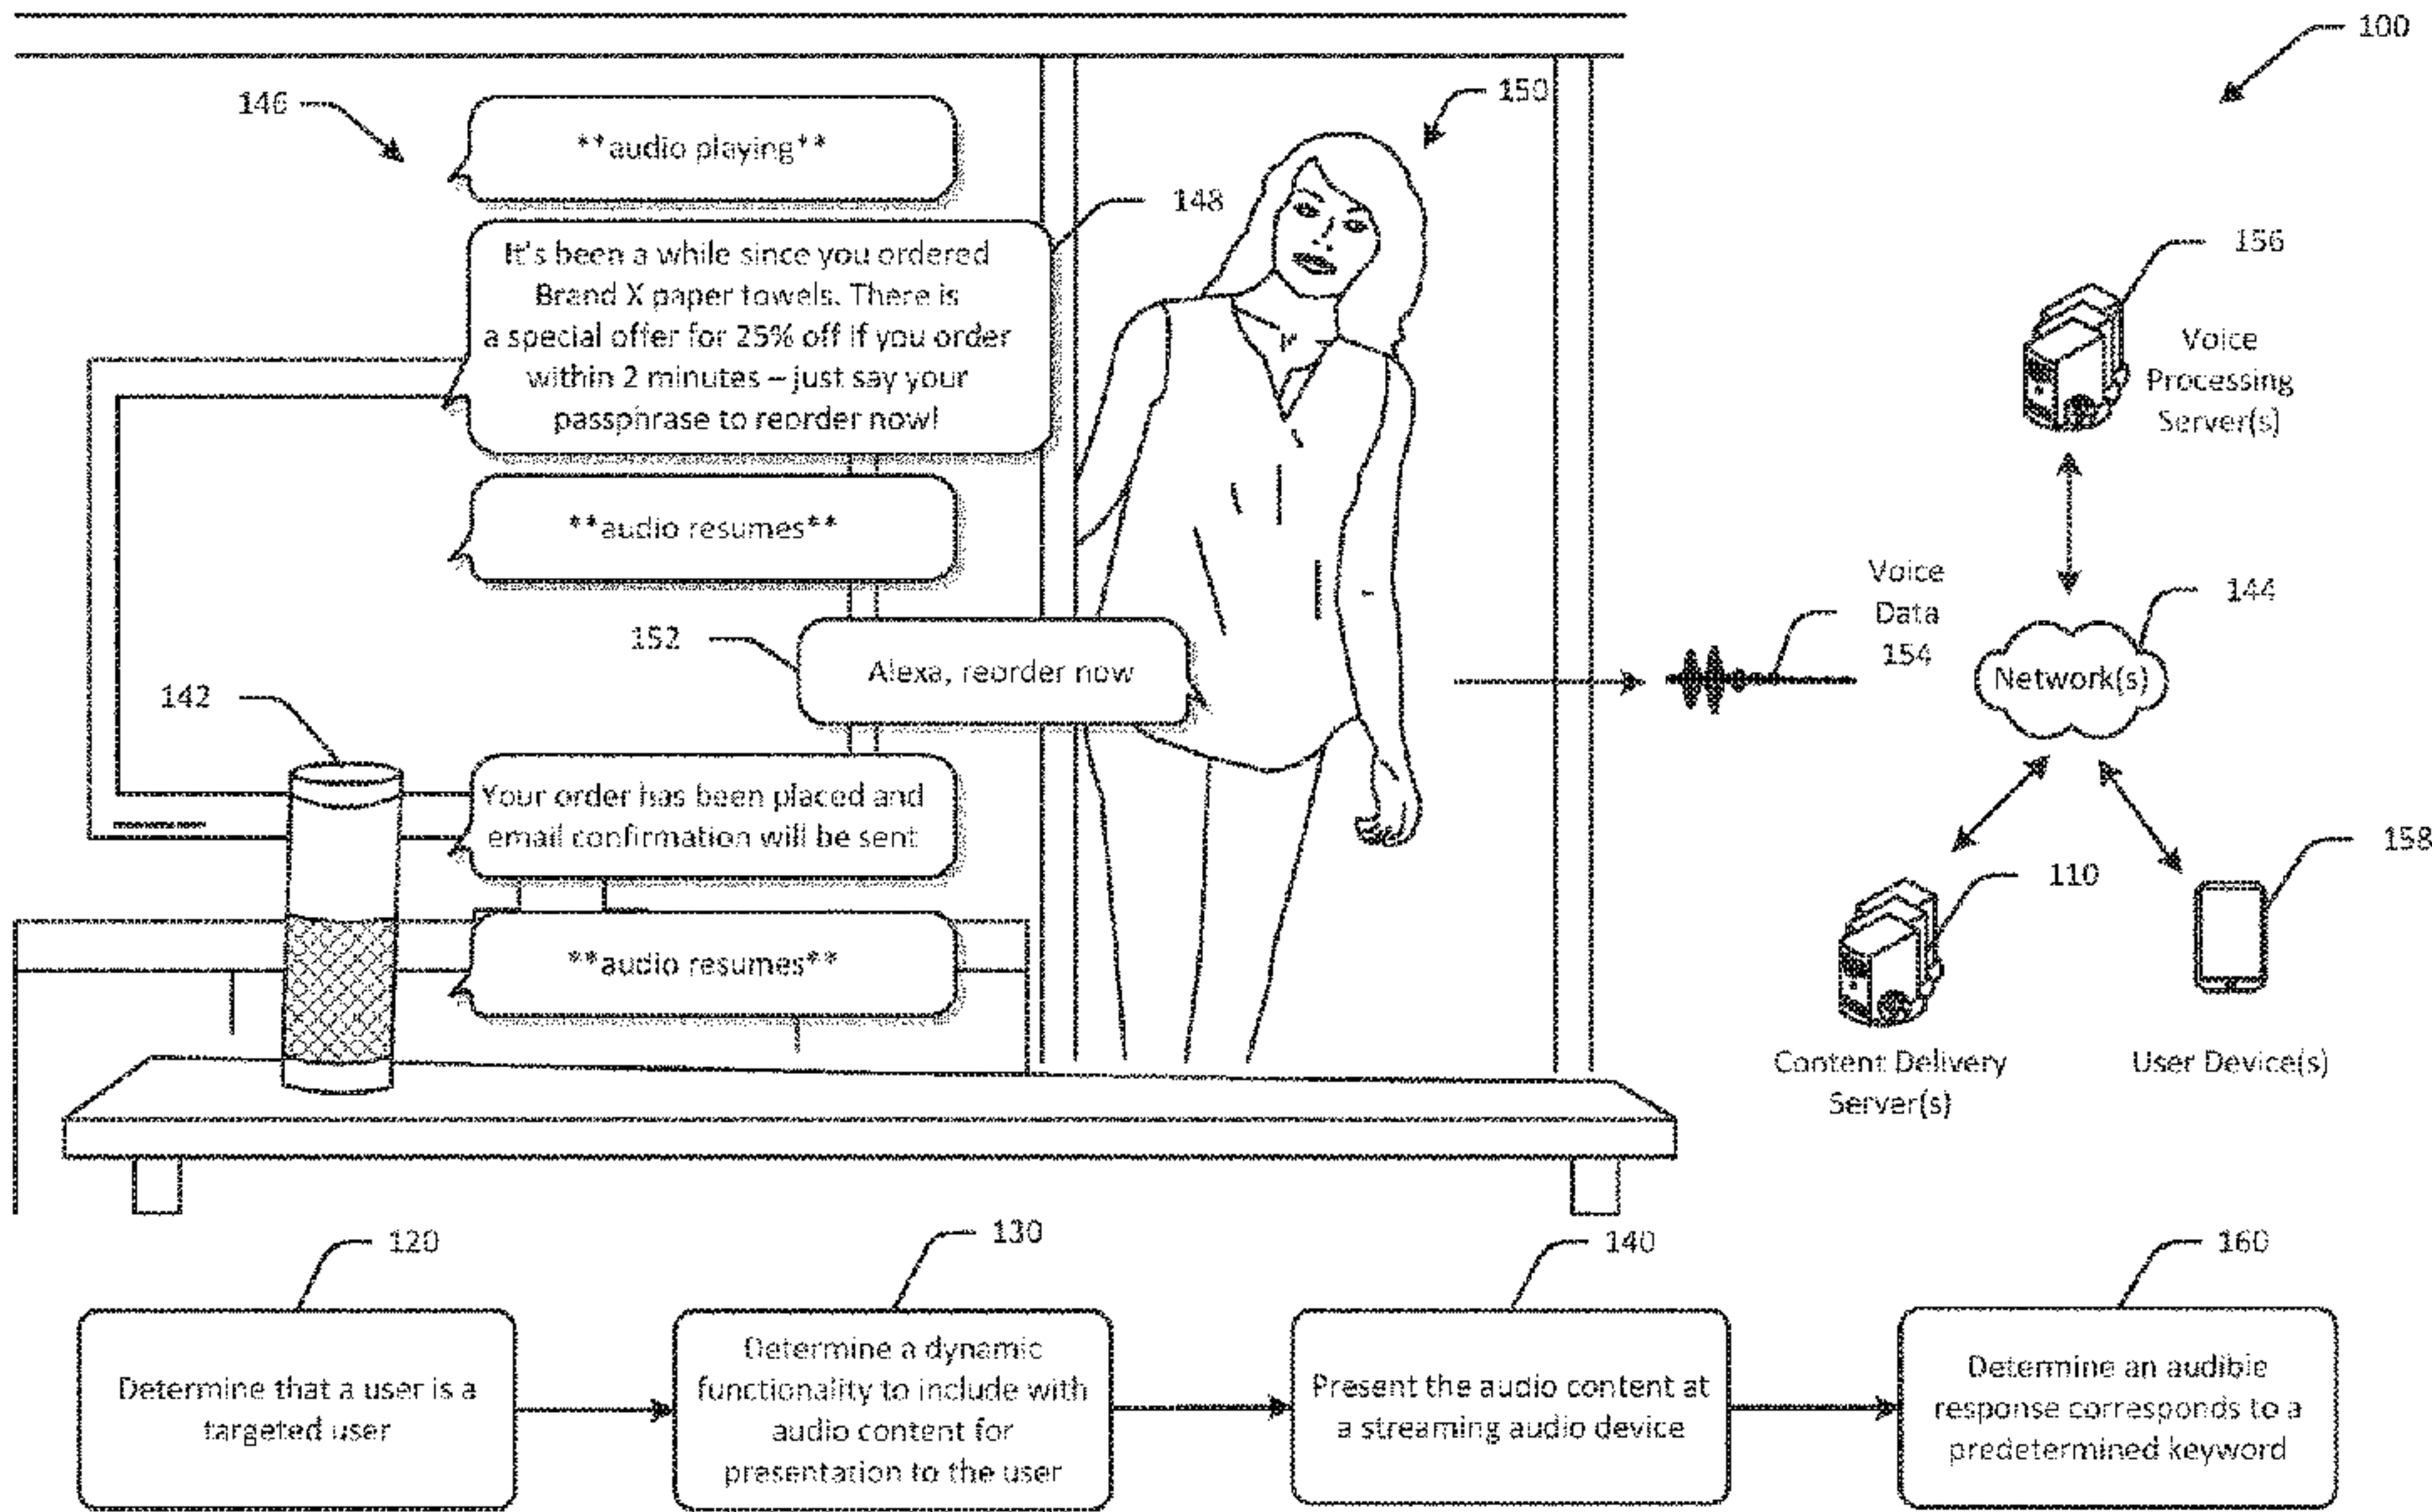 100
146
**audio playing**
150
148
It's been a while since you ordered
Brand X paper towels. There is
a special offer for 25% off if you order
within 2 minutes – just say your
passphrase to reorder now!
**audio resumes**
152
Alexa, reorder now
142
Your order has been placed and
email confirmation will be sent
**audio resumes**
156
Voice
Processing
Server(s)
Voice
Data
154
144
Network(s)
110
Content Delivery
Server(s)
158
User Device(s)
120
Determine that a user is a
targeted user
130
Determine a dynamic
functionality to include with
audio content for
presentation to the user
140
Present the audio content at
a streaming audio device
160
Determine an audible
response corresponds to a
predetermined keyword